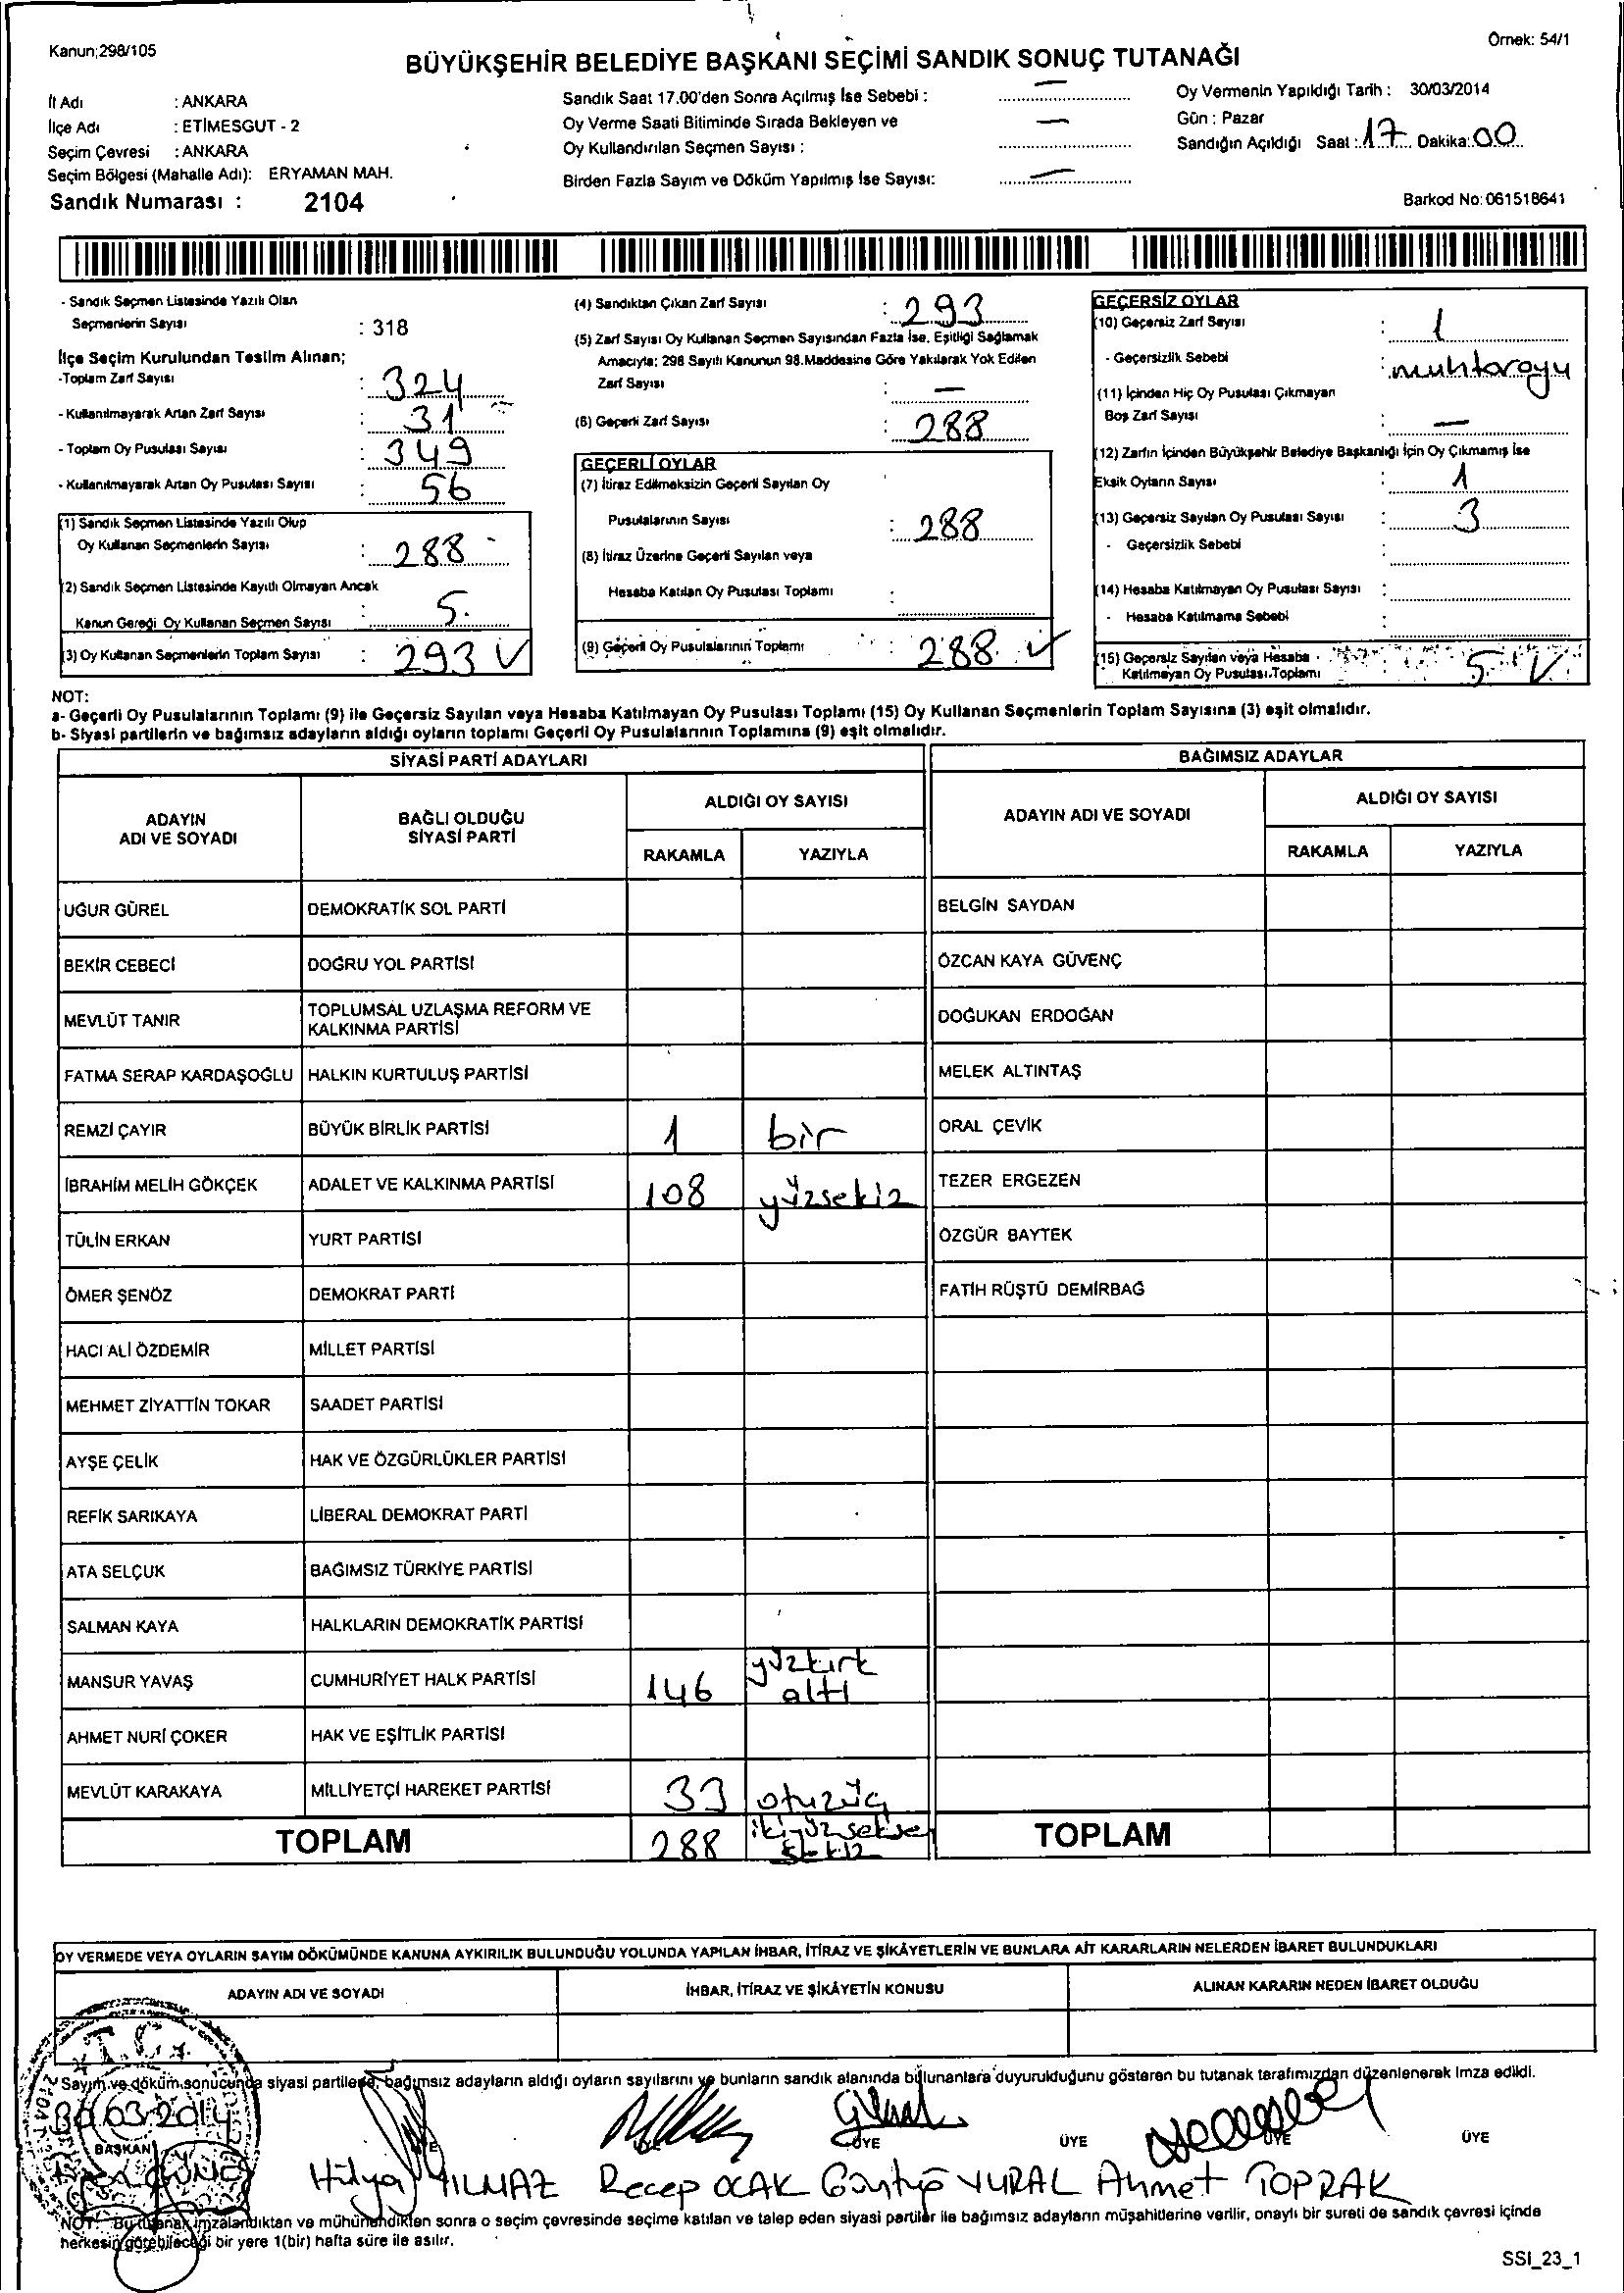 Kanun;298/105
Örnek: 54/1
BÜYÜKŞEHİR BELEDİYE BAŞKANI SEÇİMİ SANDIK SONUÇ TUTANAĞI
İl Adı : ANKARA
İlçe Adı : ETİMESGUT - 2
Seçim Çevresi : ANKARA
Seçim Bölgesi (Mahalle Adı): ERYAMAN MAH.
Sandık Numarası : 2104
Sandık Saat 17.00'den Sonra Açılmış İse Sebebi : —
Oy Verme Saati Bitiminde Sırada Bekleyen ve
Oy Kullandırılan Seçmen Sayısı : —
Birden Fazla Sayım ve Döküm Yapılmış İse Sayısı: —
Oy Vermenin Yapıldığı Tarih : 30/03/2014
Gün : Pazar
Sandığın Açıldığı Saat : 17 Dakika: 00
Barkod No: 061518641
- Sandık Seçmen Listesinde Yazılı Olan
Seçmenlerin Sayısı : 318
İlçe Seçim Kurulundan Teslim Alınan;
-Toplam Zarf Sayısı : 324
- Kullanılmayarak Artan Zarf Sayısı : 31
- Toplam Oy Pusulası Sayısı : 349
- Kullanılmayarak Artan Oy Pusulası Sayısı : 56
(1) Sandık Seçmen Listesinde Yazılı Olup
Oy Kullanan Seçmenlerin Sayısı : 288
(2) Sandık Seçmen Listesinde Kayıtlı Olmayan Ancak
Kanun Gereği Oy Kullanan Seçmen Sayısı : 5
(3) Oy Kullanan Seçmenlerin Toplam Sayısı : 293 ✓
(4) Sandıktan Çıkan Zarf Sayısı : 293
(5) Zarf Sayısı Oy Kullanan Seçmen Sayısından Fazla İse, Eşitliği Sağlamak
Amacıyla; 298 Sayılı Kanunun 98.Maddesine Göre Yakılarak Yok Edilen
Zarf Sayısı : —
(6) Geçerli Zarf Sayısı : 288
GEÇERLİ OYLAR
(7) İtiraz Edilmeksizin Geçerli Sayılan Oy
Pusulalarının Sayısı : 288
(8) İtiraz Üzerine Geçerli Sayılan veya
Hesaba Katılan Oy Pusulası Toplamı :
(9) Geçerli Oy Pusulalarının Toplamı : 288 ✓
GEÇERSİZ OYLAR
(10) Geçersiz Zarf Sayısı : 1
- Geçersizlik Sebebi : muhtaroyu
(11) İçinden Hiç Oy Pusulası Çıkmayan
Boş Zarf Sayısı : —
(12) Zarfın İçinden Büyükşehir Belediye Başkanlığı İçin Oy Çıkmamış İse
Eksik Oyların Sayısı : 1
(13) Geçersiz Sayılan Oy Pusulası Sayısı : 3
- Geçersizlik Sebebi :
(14) Hesaba Katılmayan Oy Pusulası Sayısı :
- Hesaba Katılmama Sebebi :
(15) Geçersiz Sayılan veya Hesaba
Katılmayan Oy Pusulası Toplamı : 5 ✓
NOT:
a- Geçerli Oy Pusulalarının Toplamı (9) ile Geçersiz Sayılan veya Hesaba Katılmayan Oy Pusulası Toplamı (15) Oy Kullanan Seçmenlerin Toplam Sayısına (3) eşit olmalıdır.
b- Siyasi partilerin ve bağımsız adayların aldığı oyların toplamı Geçerli Oy Pusulalarının Toplamına (9) eşit olmalıdır.
SİYASİ PARTİ ADAYLARI
ADAYIN ADI VE SOYADI
BAĞLI OLDUĞU SİYASİ PARTİ
ALDIĞI OY SAYISI
RAKAMLA YAZIYLA
UĞUR GÜREL DEMOKRATİK SOL PARTİ
BEKİR CEBECİ DOĞRU YOL PARTİSİ
MEVLÜT TANIR TOPLUMSAL UZLAŞMA REFORM VE
KALKINMA PARTİSİ
FATMA SERAP KARDAŞOĞLU HALKIN KURTULUŞ PARTİSİ
REMZİ ÇAYIR BÜYÜK BİRLİK PARTİSİ 1 bir
İBRAHİM MELİH GÖKÇEK ADALET VE KALKINMA PARTİSİ 108 yüzsekiz
TÜLİN ERKAN YURT PARTİSİ
ÖMER ŞENÖZ DEMOKRAT PARTİ
HACI ALİ ÖZDEMİR MİLLET PARTİSİ
MEHMET ZİYATTİN TOKAR SAADET PARTİSİ
AYŞE ÇELİK HAK VE ÖZGÜRLÜKLER PARTİSİ
REFİK SARIKAYA LİBERAL DEMOKRAT PARTİ
ATA SELÇUK BAĞIMSIZ TÜRKİYE PARTİSİ
SALMAN KAYA HALKLARIN DEMOKRATİK PARTİSİ
MANSUR YAVAŞ CUMHURİYET HALK PARTİSİ 146 yüzkırk
altı
AHMET NURİ ÇOKER HAK VE EŞİTLİK PARTİSİ
MEVLÜT KARAKAYA MİLLİYETÇİ HAREKET PARTİSİ 33 otuzüç
TOPLAM 288 ikiyüzseksen
sekiz
BAĞIMSIZ ADAYLAR
ADAYIN ADI VE SOYADI
ALDIĞI OY SAYISI
RAKAMLA YAZIYLA
BELGİN SAYDAN
ÖZCAN KAYA GÜVENÇ
DOĞUKAN ERDOĞAN
MELEK ALTINTAŞ
ORAL ÇEVİK
TEZER ERGEZEN
ÖZGÜR BAYTEK
FATİH RÜŞTÜ DEMİRBAĞ
TOPLAM
OY VERMEDE VEYA OYLARIN SAYIM DÖKÜMÜNDE KANUNA AYKIRILIK BULUNDUĞU YOLUNDA YAPILAN İHBAR, İTİRAZ VE ŞİKÂYETLERİN VE BUNLARA AİT KARARLARIN NELERDEN İBARET BULUNDUKLARI
ADAYIN ADI VE SOYADI
İHBAR, İTİRAZ VE ŞİKÂYETİN KONUSU
ALINAN KARARIN NEDEN İBARET OLDUĞU
T.C.
Sayım ve döküm sonucunda siyasi partilerle, bağımsız adayların aldığı oyların sayılarını ve bunların sandık alanında bulunanlara duyurulduğunu gösteren bu tutanak tarafımızdan düzenlenerek imza edildi.
30.03.2014
BAŞKAN ÜYE ÜYE ÜYE ÜYE ÜYE
Hülya YILMAZ Recep OCAK VURAL Ahmet TOPRAK
NOT: Bu tutanak imzalandıktan ve mühürlendikten sonra o seçim çevresinde seçime katılan ve talep eden siyasi partiler ile bağımsız adayların müşahitlerine verilir, onaylı bir sureti de sandık çevresi içinde
herkesin görebileceği bir yere 1(bir) hafta süre ile asılır.
SSI_23_1